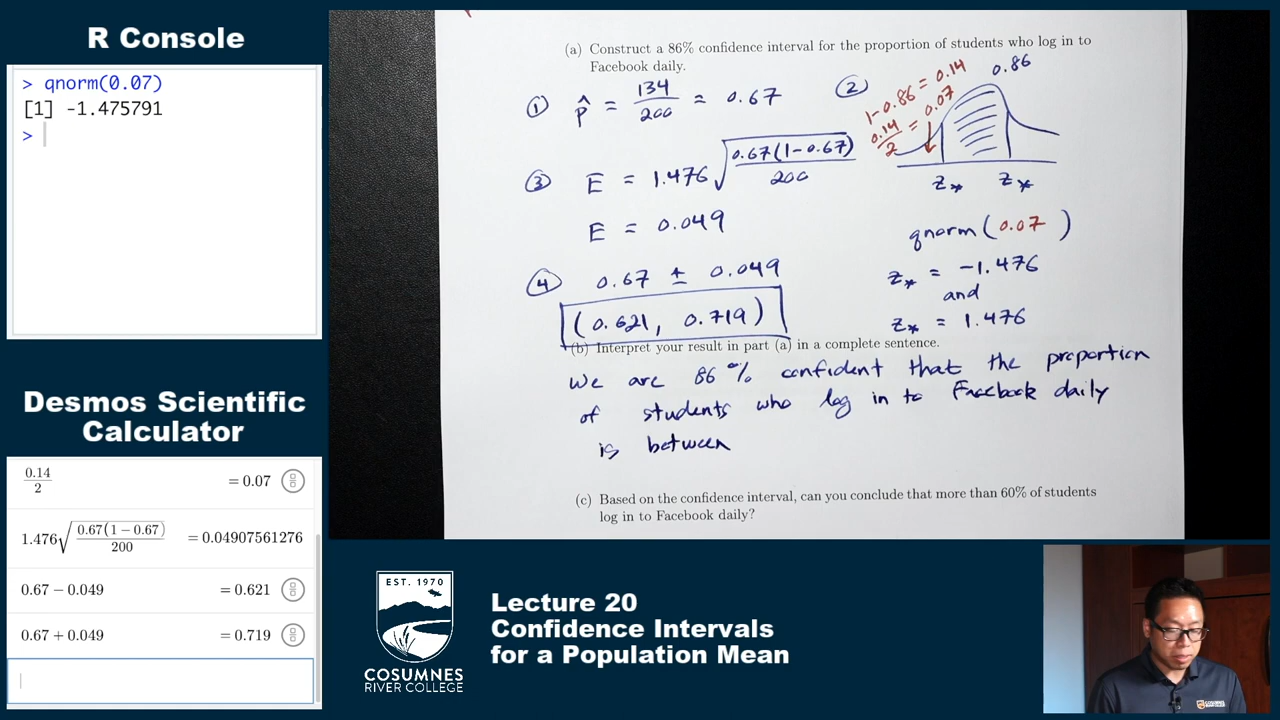 R Console
> qnorm(0.07)
[1] -1.475791
>
Desmos Scientific
Calculator
0.14/2 = 0.07
1.476√(0.67(1−0.67)/200) = 0.04907561276
0.67 − 0.049 = 0.621
0.67 + 0.049 = 0.719
(a) Construct a 86% confidence interval for the proportion of students who log in to
Facebook daily.
① p̂ = 134/200 = 0.67
② 1-0.86 = 0.14
0.14/2 = 0.07
0.86
z* z*
③ E = 1.476√(0.67(1-0.67)/200)
E = 0.049
qnorm(0.07)
z* = -1.476
and
z* = 1.476
④ 0.67 ± 0.049
(0.621, 0.719)
(b) Interpret your result in part (a) in a complete sentence.
We are 86% confident that the proportion
of students who log in to Facebook daily
is between
(c) Based on the confidence interval, can you conclude that more than 60% of students
log in to Facebook daily?
EST. 1970
COSUMNES
RIVER COLLEGE
Lecture 20
Confidence Intervals
for a Population Mean